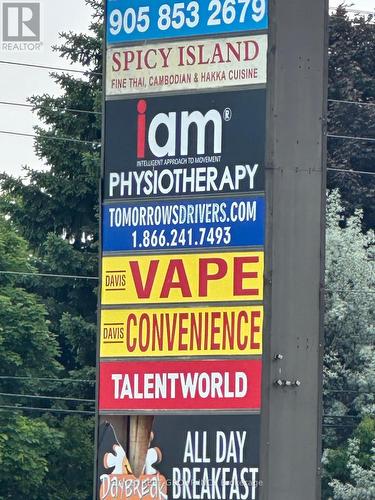 REALTOR®
905 853 2679
SPICY ISLAND
FINE THAI, CAMBODIAN & HAKKA CUISINE
iam®
INTELLIGENT APPROACH TO MOVEMENT
PHYSIOTHERAPY
TOMORROWSDRIVERS.COM
1.866.241.7493
DAVIS VAPE
DAVIS CONVENIENCE
TALENTWORLD
ALL DAY
Daybreak BREAKFAST